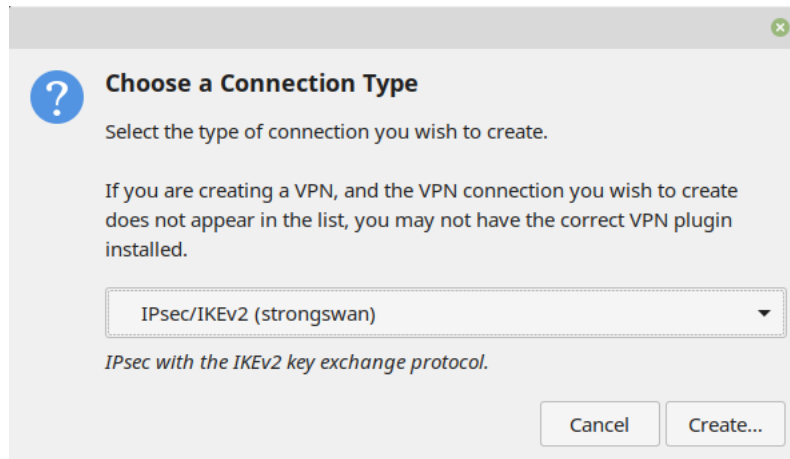 Choose a Connection Type
Select the type of connection you wish to create.
If you are creating a VPN, and the VPN connection you wish to create
does not appear in the list, you may not have the correct VPN plugin
installed.
IPsec/IKEv2 (strongswan)
IPsec with the IKEv2 key exchange protocol.
Cancel
Create...